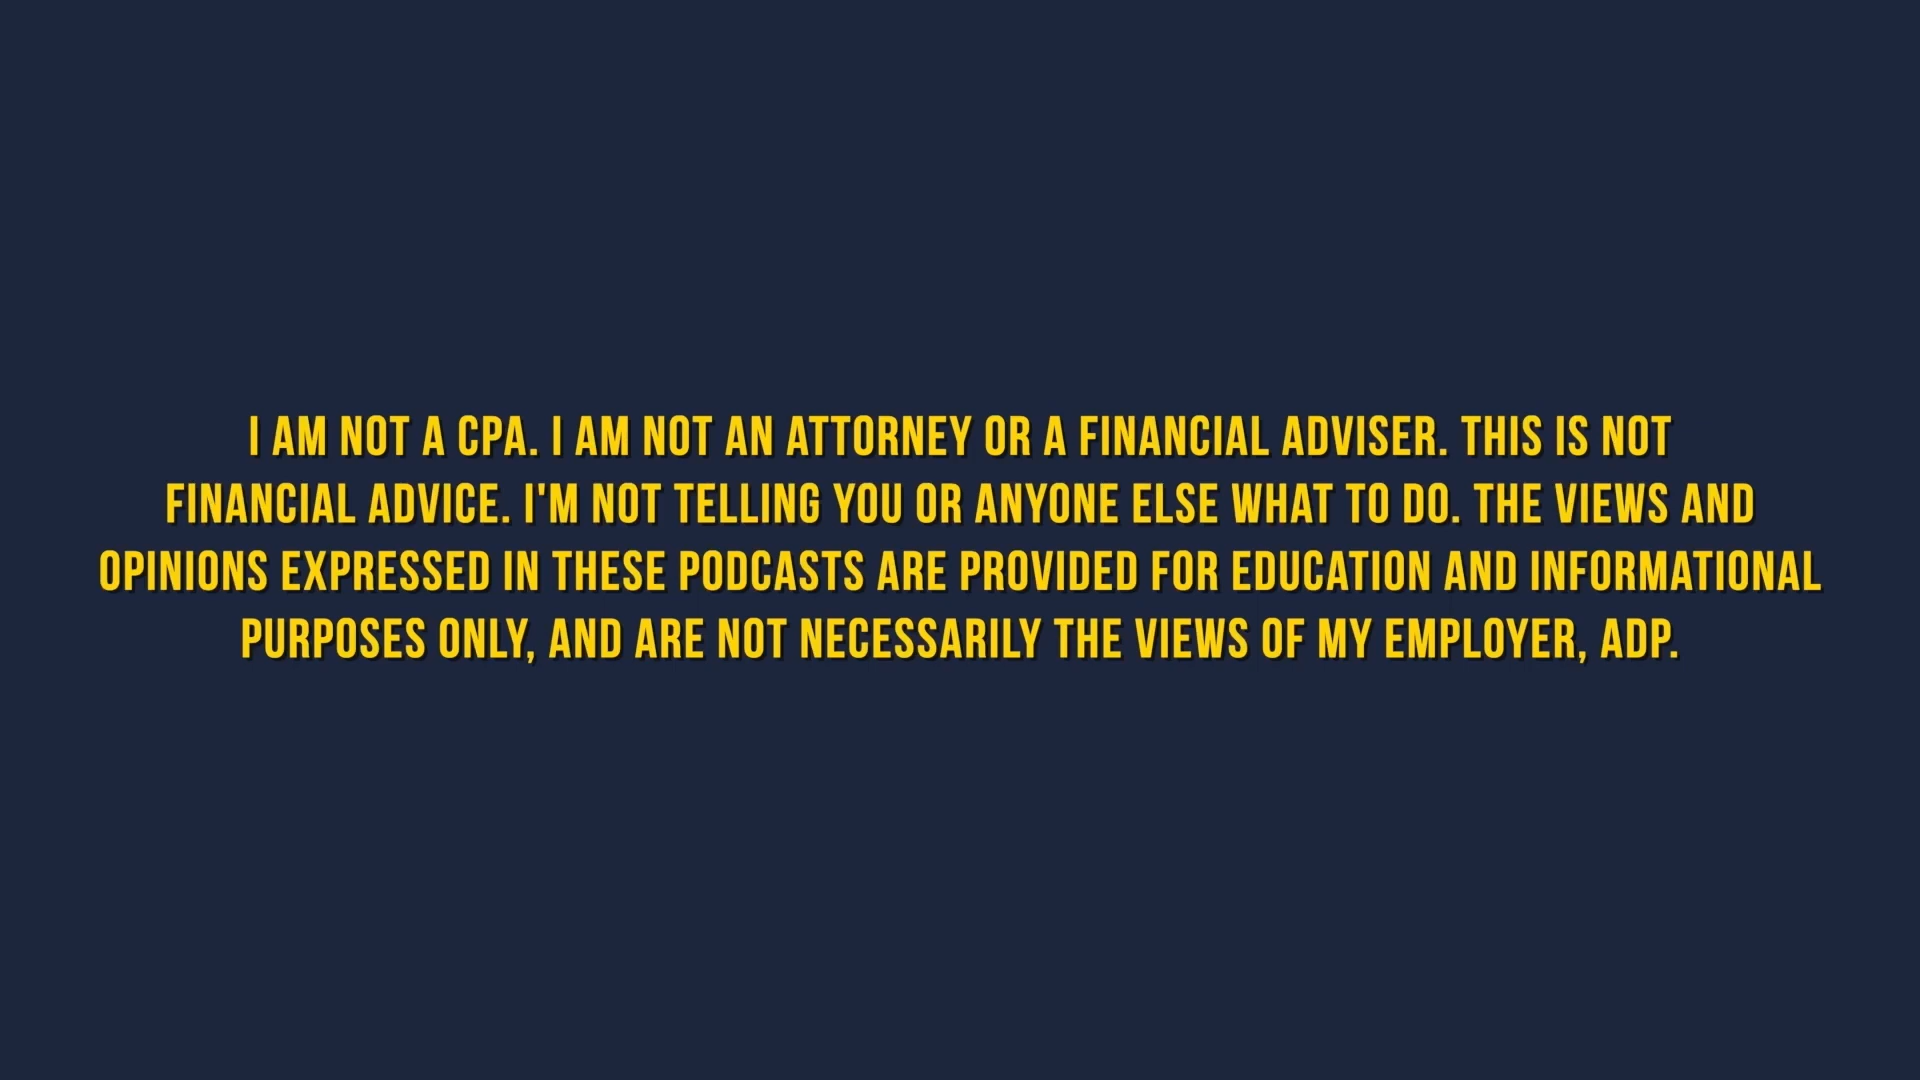 I AM NOT A CPA. I AM NOT AN ATTORNEY OR A FINANCIAL ADVISER. THIS IS NOT
FINANCIAL ADVICE. I'M NOT TELLING YOU OR ANYONE ELSE WHAT TO DO. THE VIEWS AND
OPINIONS EXPRESSED IN THESE PODCASTS ARE PROVIDED FOR EDUCATION AND INFORMATIONAL
PURPOSES ONLY, AND ARE NOT NECESSARILY THE VIEWS OF MY EMPLOYER, ADP.